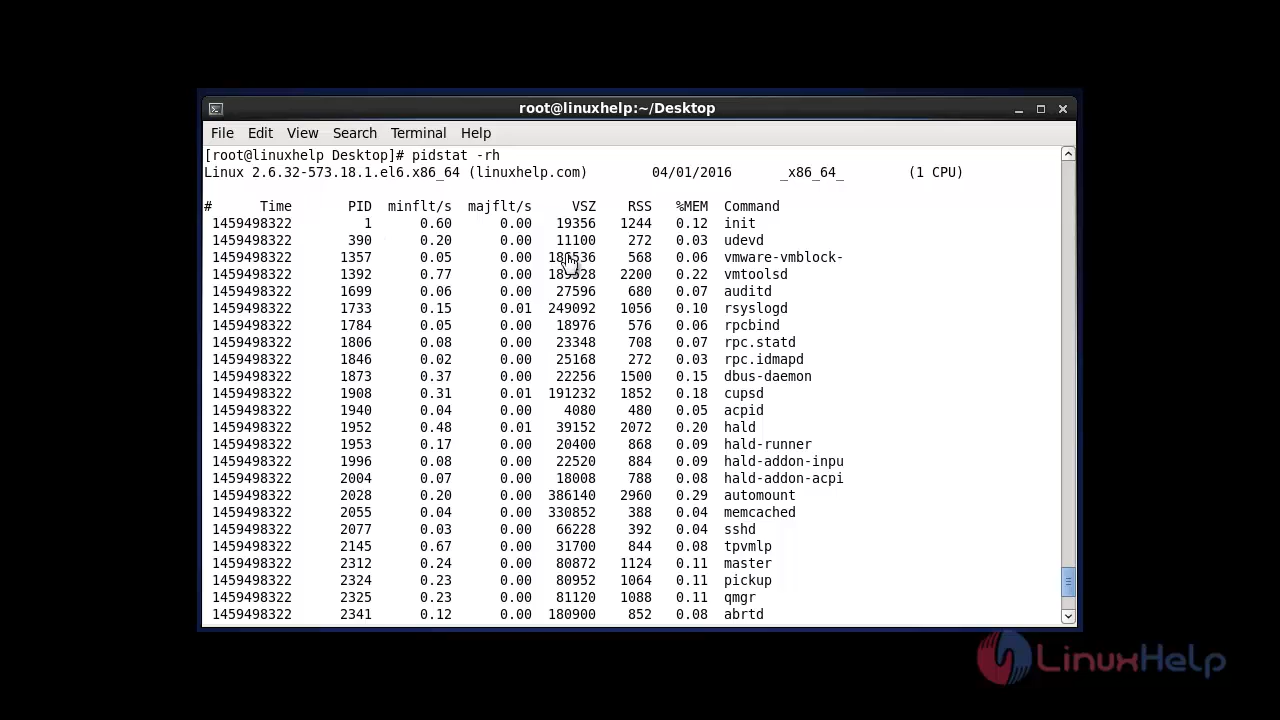 root@linuxhelp:~/Desktop
File Edit View Search Terminal Help
[root@linuxhelp Desktop]# pidstat -rh
Linux 2.6.32-573.18.1.el6.x86_64 (linuxhelp.com) 04/01/2016 _x86_64_ (1 CPU)
# Time PID minflt/s majflt/s VSZ RSS %MEM Command
1459498322 1 0.60 0.00 19356 1244 0.12 init
1459498322 390 0.20 0.00 11100 272 0.03 udevd
1459498322 1357 0.05 0.00 568 0.06 vmware-vmblock-
1459498322 1392 0.77 0.00 2200 0.22 vmtoolsd
1459498322 1699 0.06 0.00 27596 680 0.07 auditd
1459498322 1733 0.15 0.01 249092 1056 0.10 rsyslogd
1459498322 1784 0.05 0.00 18976 576 0.06 rpcbind
1459498322 1806 0.08 0.00 23348 708 0.07 rpc.statd
1459498322 1846 0.02 0.00 25168 272 0.03 rpc.idmapd
1459498322 1873 0.37 0.00 22256 1500 0.15 dbus-daemon
1459498322 1908 0.31 0.01 191232 1852 0.18 cupsd
1459498322 1940 0.04 0.00 4080 480 0.05 acpid
1459498322 1952 0.48 0.01 39152 2072 0.20 hald
1459498322 1953 0.17 0.00 20400 868 0.09 hald-runner
1459498322 1996 0.08 0.00 22520 884 0.09 hald-addon-inpu
1459498322 2004 0.07 0.00 18008 788 0.08 hald-addon-acpi
1459498322 2028 0.20 0.00 386140 2960 0.29 automount
1459498322 2055 0.04 0.00 330852 388 0.04 memcached
1459498322 2077 0.03 0.00 66228 392 0.04 sshd
1459498322 2145 0.67 0.00 31700 844 0.08 tpvmlp
1459498322 2312 0.24 0.00 80872 1124 0.11 master
1459498322 2324 0.23 0.00 80952 1064 0.11 pickup
1459498322 2325 0.23 0.00 81120 1088 0.11 qmgr
1459498322 2341 0.12 0.00 180900 852 0.08 abrtd
LinuxHelp